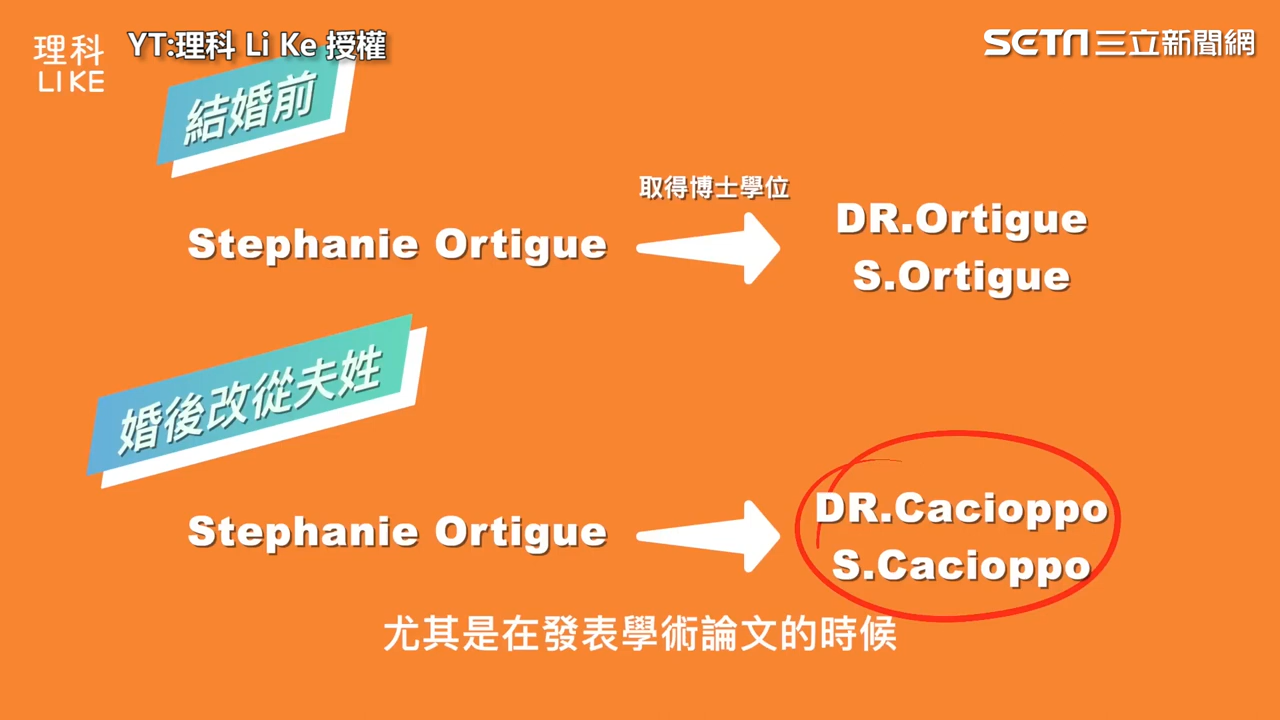 理科
LIKE
YT:理科 Li Ke 授權
SETN三立新聞網
結婚前
取得博士學位
Stephanie Ortigue
DR.Ortigue
S.Ortigue
婚後改從夫姓
Stephanie Ortigue
DR.Cacioppo
S.Cacioppo
尤其是在發表學術論文的時候